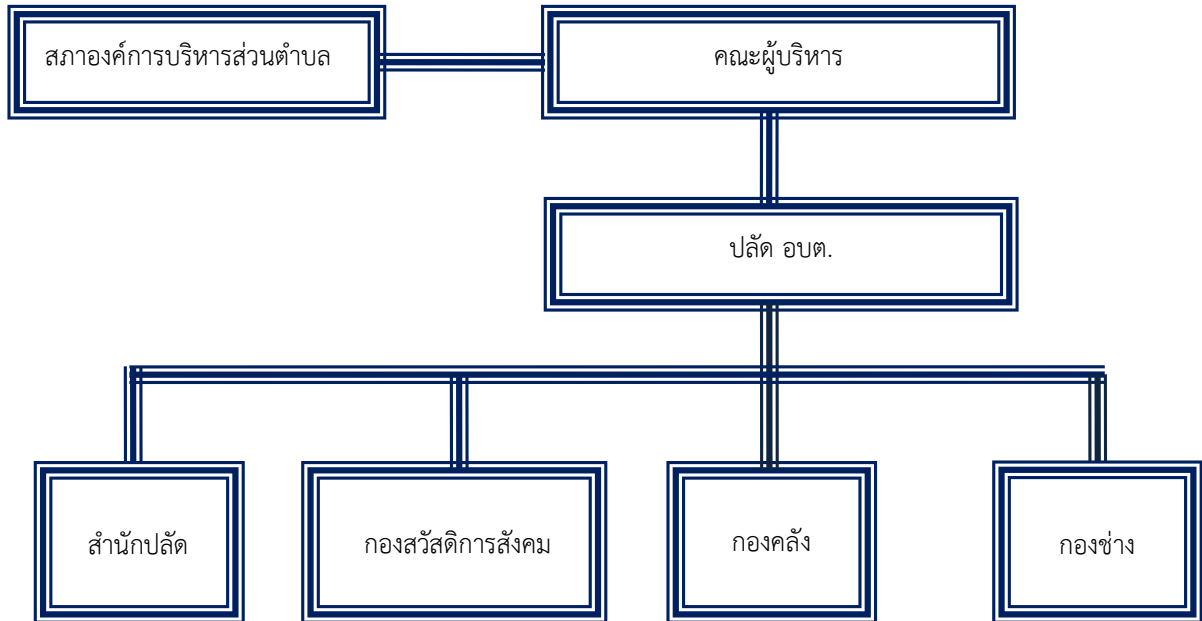 สภาองค์การบริหารส่วนตำบล
คณะผู้บริหาร
ปลัด อบต.
สำนักปลัด
กองสวัสดิการสังคม
กองคลัง
กองช่าง